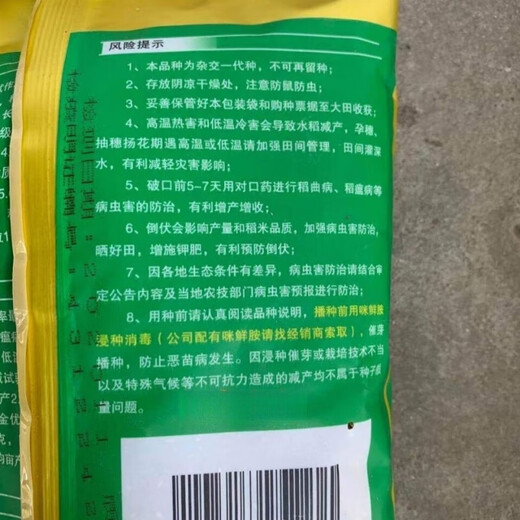 风险提示
1、本品种为杂交一代种，不可再留种；
2、存放阴凉干燥处，注意防鼠防虫；
3、妥善保管好本包装袋和购种票据至大田收获；
4、高温热害和低温冷害会导致水稻减产，孕穗、
抽穗扬花期遇高温或低温请加强田间管理，田间灌深
水，有利减轻灾害影响；
5、破口前5-7天用对口药进行稻曲病、稻瘟病等
病虫害的防治，有利增产增收；
6、倒伏会影响产量和稻米品质，加强病虫害防治，
晒好田，增施钾肥，有利预防倒伏；
7、因各地生态条件有差异，病虫害防治请结合审
定公告内容及当地农技部门病虫害预报进行防治；
8、用种前请认真阅读品种说明，播种前用咪鲜胺
浸种消毒（公司配有咪鲜胺请找经销商索取），催芽
播种，防止恶苗病发生。因浸种催芽或栽培技术不当
以及特殊气候等不可抗力造成的减产均不属于种子质
量问题。